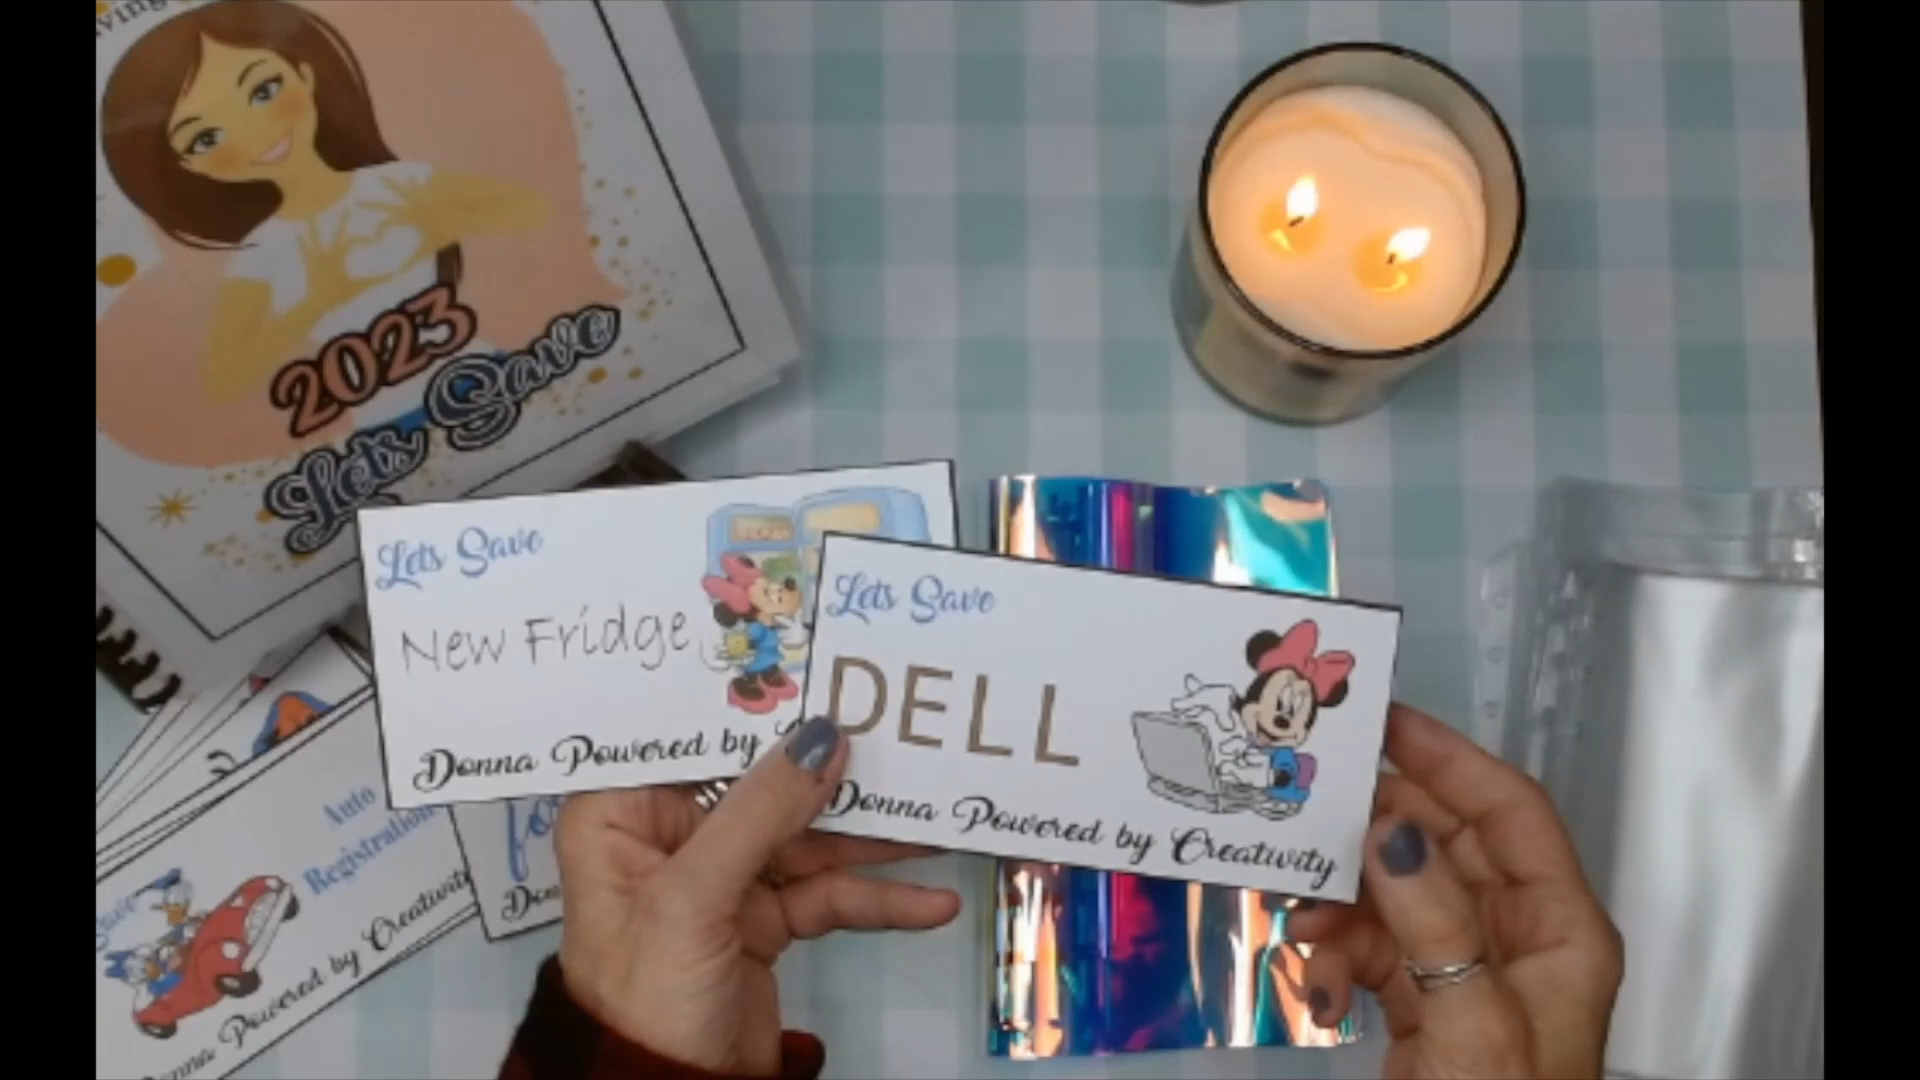 2023
Lets Save
Lets Save
New Fridge
Donna Powered by
Lets Save
DELL
Donna Powered by Creativity
Auto
Registration
Save
Powered by Creativity